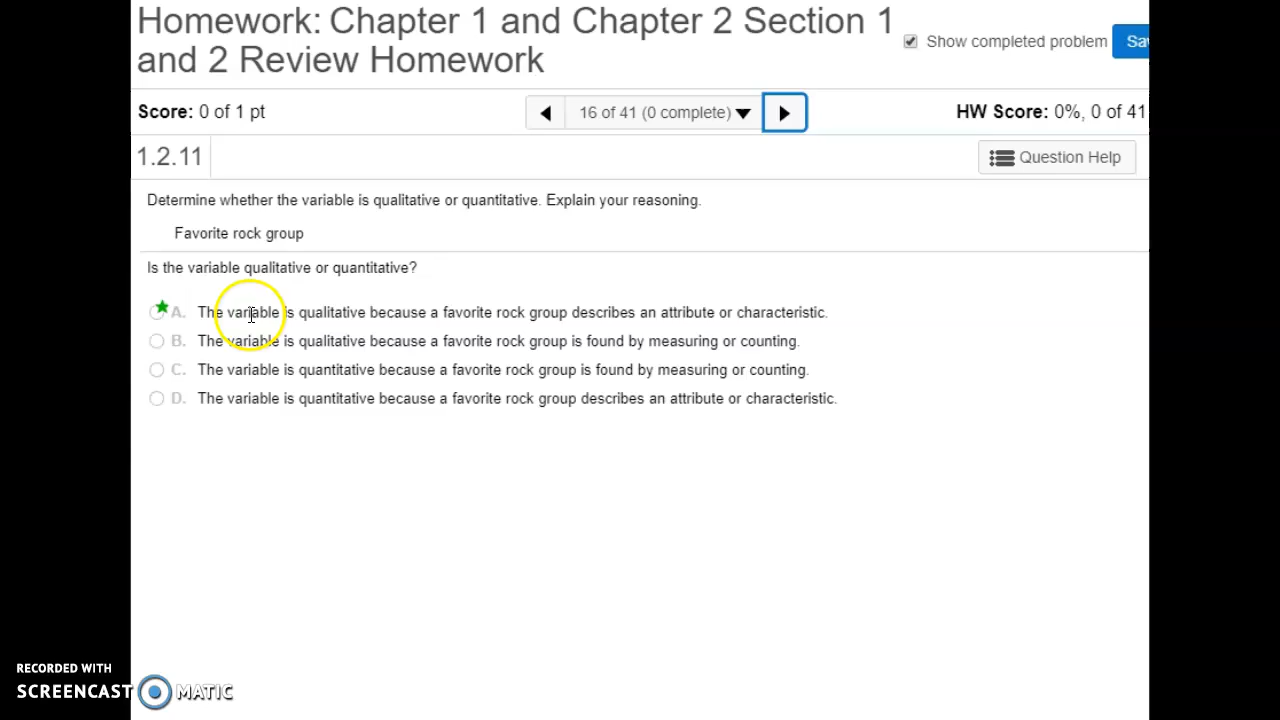 Homework: Chapter 1 and Chapter 2 Section 1
and 2 Review Homework
Show completed problem
Sa
Score: 0 of 1 pt
16 of 41 (0 complete)
HW Score: 0%, 0 of 41
1.2.11
Question Help
Determine whether the variable is qualitative or quantitative. Explain your reasoning.
Favorite rock group
Is the variable qualitative or quantitative?
A. The variable is qualitative because a favorite rock group describes an attribute or characteristic.
B. The variable is qualitative because a favorite rock group is found by measuring or counting.
C. The variable is quantitative because a favorite rock group is found by measuring or counting.
D. The variable is quantitative because a favorite rock group describes an attribute or characteristic.
RECORDED WITH
SCREENCAST MATIC